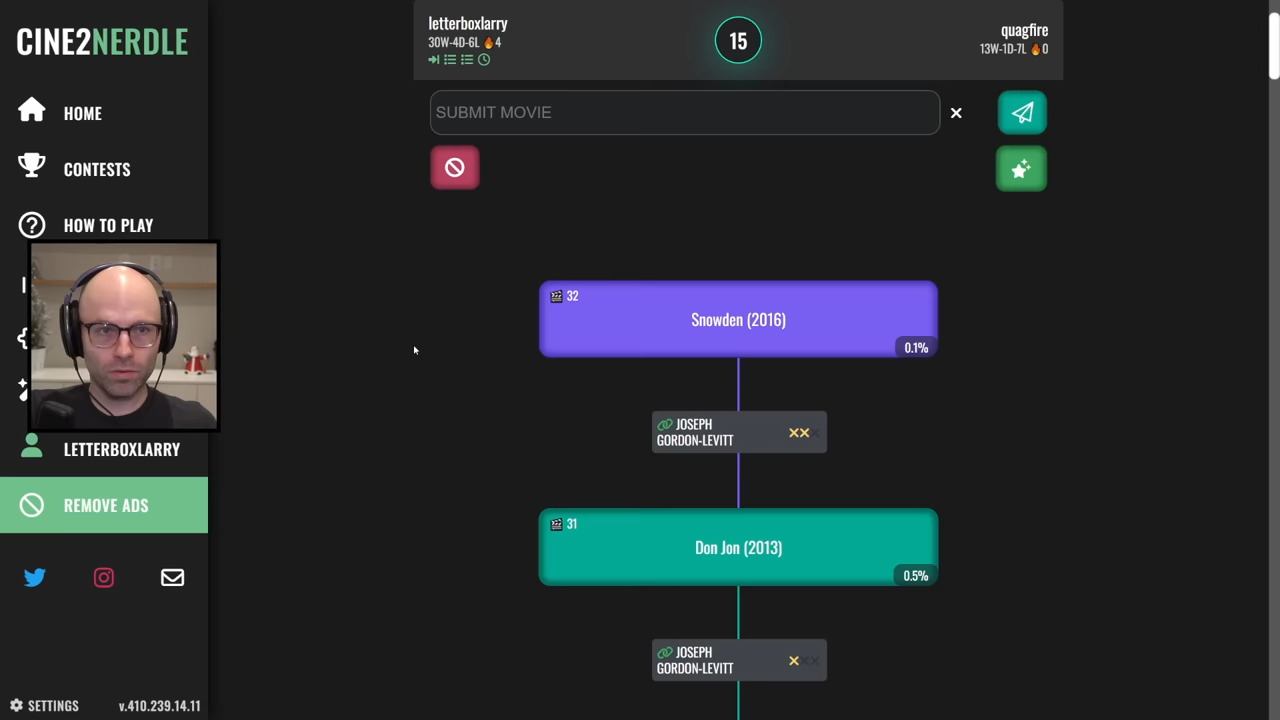 CINE2NERDLE
HOME
CONTESTS
HOW TO PLAY
LETTERBOXLARRY
REMOVE ADS
SETTINGS
v.410.239.14.11
letterboxlarry
30W-4D-6L 🔥4
15
quagfire
13W-1D-7L 🔥0
SUBMIT MOVIE
32
Snowden (2016)
0.1%
JOSEPH
GORDON-LEVITT
31
Don Jon (2013)
0.5%
JOSEPH
GORDON-LEVITT